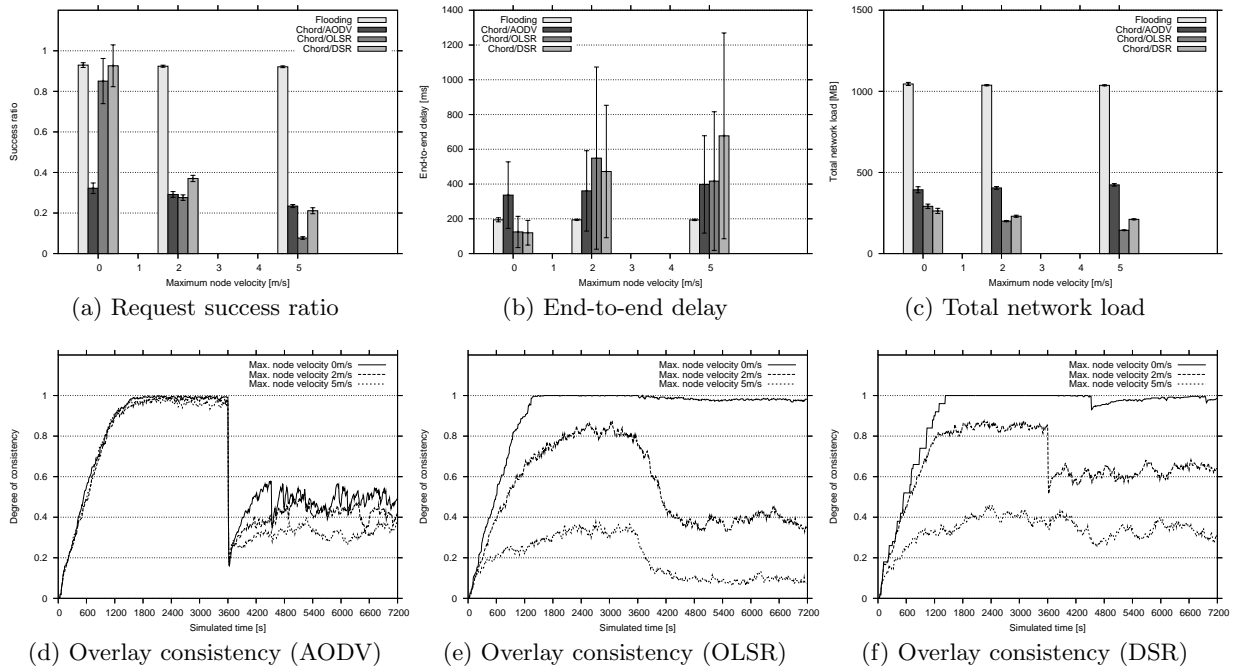 Flooding
Chord/AODV
Chord/OLSR
Chord/DSR
1
0.8
0.6
0.4
0.2
0
Success ratio
0 1 2 3 4 5
Maximum node velocity [m/s]
(a) Request success ratio
Flooding
Chord/AODV
Chord/OLSR
Chord/DSR
1400
1200
1000
800
600
400
200
0
End-to-end delay [ms]
0 1 2 3 4 5
Maximum node velocity [m/s]
(b) End-to-end delay
Flooding
Chord/AODV
Chord/OLSR
Chord/DSR
1500
1000
500
0
Total network load [MB]
0 1 2 3 4 5
Maximum node velocity [m/s]
(c) Total network load
Max. node velocity 0m/s
Max. node velocity 2m/s
Max. node velocity 5m/s
1
0.8
0.6
0.4
0.2
0
Degree of consistency
0 600 1200 1800 2400 3000 3600 4200 4800 5400 6000 6600 7200
Simulated time [s]
(d) Overlay consistency (AODV)
Max. node velocity 0m/s
Max. node velocity 2m/s
Max. node velocity 5m/s
1
0.8
0.6
0.4
0.2
0
Degree of consistency
0 600 1200 1800 2400 3000 3600 4200 4800 5400 6000 6600 7200
Simulated time [s]
(e) Overlay consistency (OLSR)
Max. node velocity 0m/s
Max. node velocity 2m/s
Max. node velocity 5m/s
1
0.8
0.6
0.4
0.2
0
Degree of consistency
0 600 1200 1800 2400 3000 3600 4200 4800 5400 6000 6600 7200
Simulated time [s]
(f) Overlay consistency (DSR)